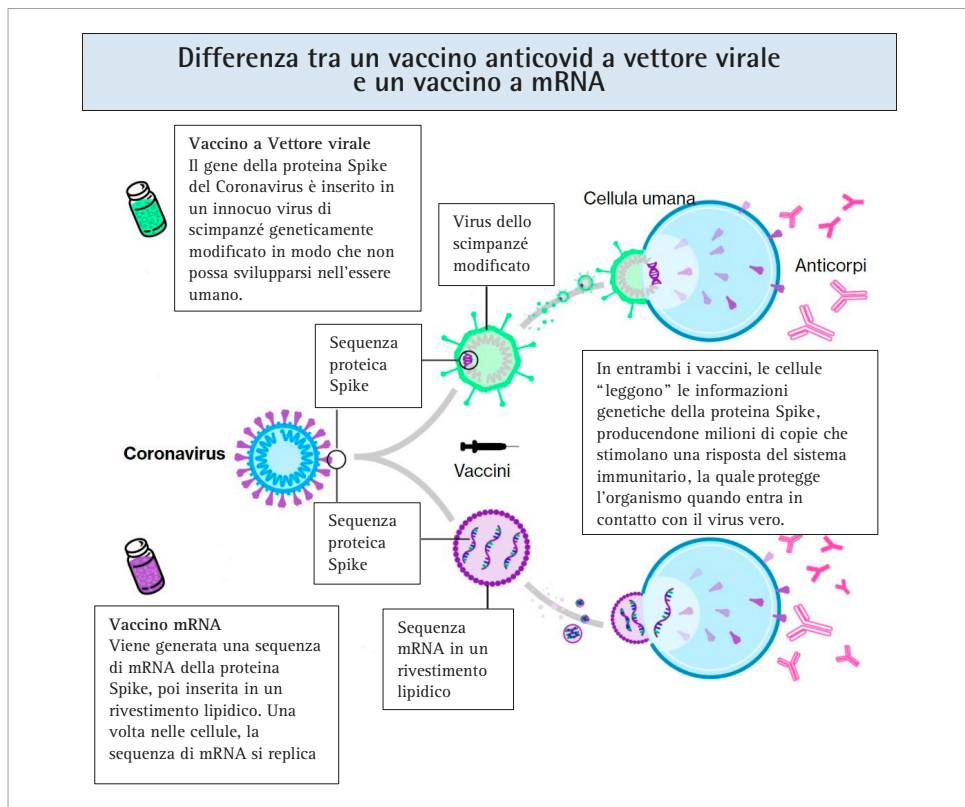 Differenza tra un vaccino anticovid a vettore virale
e un vaccino a mRNA
Vaccino a Vettore virale
Il gene della proteina Spike
del Coronavirus è inserito in
un innocuo virus di
scimpanzé geneticamente
modificato in modo che non
possa svilupparsi nell'essere
umano.
Virus dello
scimpanzé
modificato
Cellula umana
Anticorpi
Sequenza
proteica
Spike
In entrambi i vaccini, le cellule
“leggono” le informazioni
genetiche della proteina Spike,
producendone milioni di copie che
stimolano una risposta del sistema
immunitario, la quale protegge
l'organismo quando entra in
contatto con il virus vero.
Coronavirus
Vaccini
Sequenza
proteica
Spike
Vaccino mRNA
Viene generata una sequenza
di mRNA della proteina
Spike, poi inserita in un
rivestimento lipidico. Una
volta nelle cellule, la
sequenza di mRNA si replica
Sequenza
mRNA in un
rivestimento
lipidico